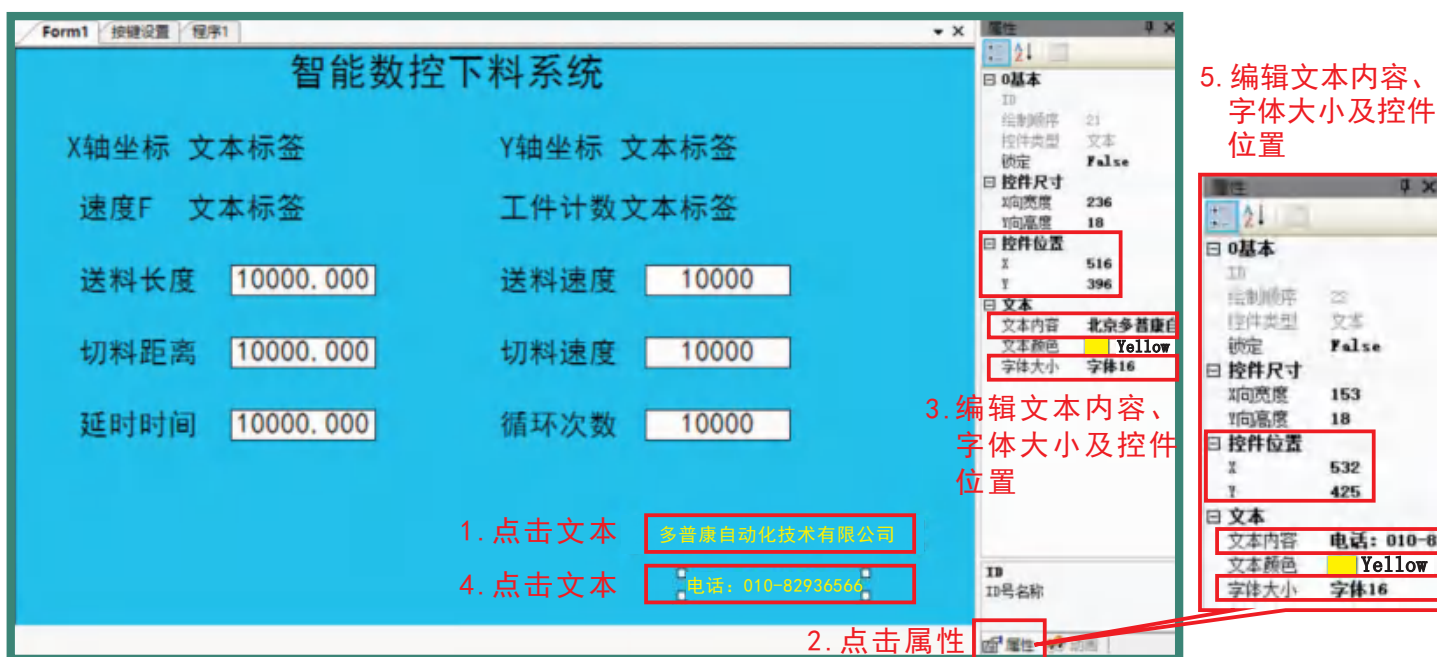 Form1 按键设置 程序1
智能数控下料系统
X轴坐标 文本标签 Y轴坐标 文本标签
速度F 文本标签 工件计数 文本标签
送料长度 10000.000 送料速度 10000
切料距离 10000.000 切料速度 10000
延时时间 10000.000 循环次数 10000
1.点击文本 多普康自动化技术有限公司
4.点击文本 电话: 010-82936566
2.点击属性
属性
0基本
ID
绘制顺序 21
控件类型 文本
锁定 False
控件尺寸
X向宽度 236
Y向高度 18
控件位置
X 516
Y 396
文本
文本内容 北京多普康自
文本颜色 Yellow
字体大小 字体16
3.编辑文本内容、
字体大小及控件
位置
ID
ID号名称
属性 动画
5.编辑文本内容、
字体大小及控件
位置
属性
0基本
ID
绘制顺序 22
控件类型 文本
锁定 False
控件尺寸
X向宽度 153
Y向高度 18
控件位置
X 532
Y 425
文本
文本内容 电话: 010-8
文本颜色 Yellow
字体大小 字体16